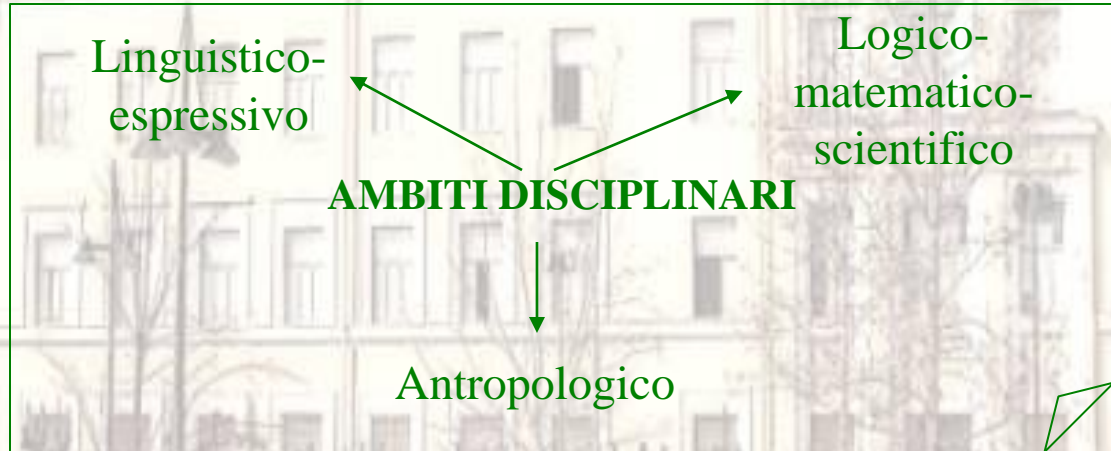 Linguistico-
espressivo
Logico-
matematico-
scientifico
AMBITI DISCIPLINARI
Antropologico